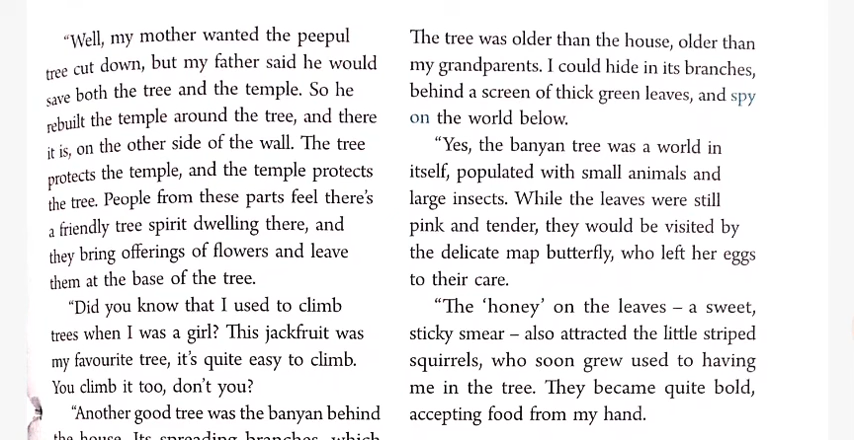 “Well, my mother wanted the peepul
tree cut down, but my father said he would
save both the tree and the temple. So he
rebuilt the temple around the tree, and there
it is, on the other side of the wall. The tree
protects the temple, and the temple protects
the tree. People from these parts feel there’s
a friendly tree spirit dwelling there, and
they bring offerings of flowers and leave
them at the base of the tree.
“Did you know that I used to climb
trees when I was a girl? This jackfruit was
my favourite tree, it’s quite easy to climb.
You climb it too, don’t you?
“Another good tree was the banyan behind
the house. Its spreading branches, which
The tree was older than the house, older than
my grandparents. I could hide in its branches,
behind a screen of thick green leaves, and spy
on the world below.
“Yes, the banyan tree was a world in
itself, populated with small animals and
large insects. While the leaves were still
pink and tender, they would be visited by
the delicate map butterfly, who left her eggs
to their care.
“The ‘honey’ on the leaves – a sweet,
sticky smear – also attracted the little striped
squirrels, who soon grew used to having
me in the tree. They became quite bold,
accepting food from my hand.